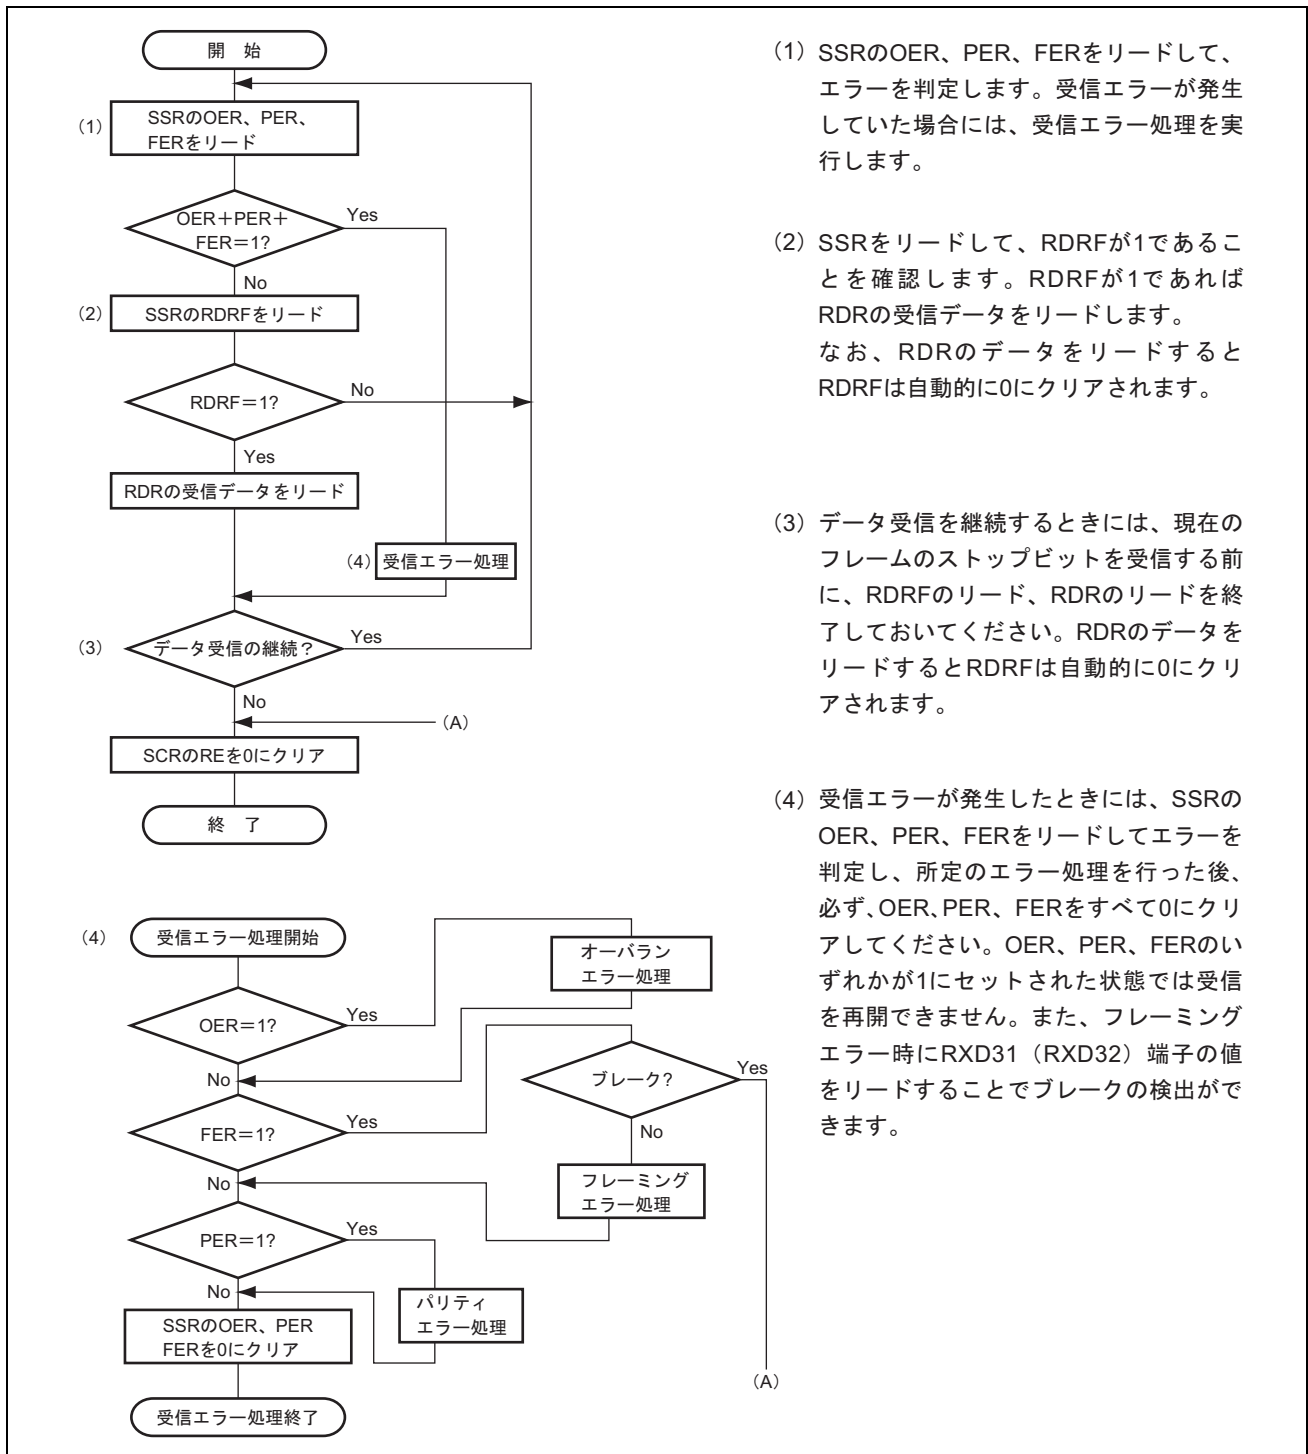 開 始
(1)
SSRのOER、PER、
FERをリード
OER+PER+
FER=1?
Yes
No
(2)
SSRのRDRFをリード
RDRF=1?
No
Yes
RDRの受信データをリード
(4)
受信エラー処理
(3)
データ受信の継続?
Yes
No
(A)
SCRのREを0にクリア
終 了
(4)
受信エラー処理開始
オーバラン
エラー処理
OER=1?
Yes
No
ブレーク?
Yes
No
FER=1?
Yes
No
フレーミング
エラー処理
PER=1?
Yes
No
パリティ
エラー処理
SSRのOER、PER
FERを0にクリア
(A)
受信エラー処理終了
(1) SSRのOER、PER、FERをリードして、
エラーを判定します。受信エラーが発生
していた場合には、受信エラー処理を実
行します。
(2) SSRをリードして、RDRFが1であるこ
とを確認します。RDRFが1であれば
RDRの受信データをリードします。
なお、RDRのデータをリードすると
RDRFは自動的に0にクリアされます。
(3) データ受信を継続するときには、現在の
フレームのストップビットを受信する前
に、RDRFのリード、RDRのリードを終
了しておいてください。RDRのデータを
リードするとRDRFは自動的に0にクリ
アされます。
(4) 受信エラーが発生したときには、SSRの
OER、PER、FERをリードしてエラーを
判定し、所定のエラー処理を行った後、
必ず、OER、PER、FERをすべて0にクリ
アしてください。OER、PER、FERのい
ずれかが1にセットされた状態では受信
を再開できません。また、フレーミング
エラー時にRXD31(RXD32)端子の値
をリードすることでブレークの検出がで
きます。